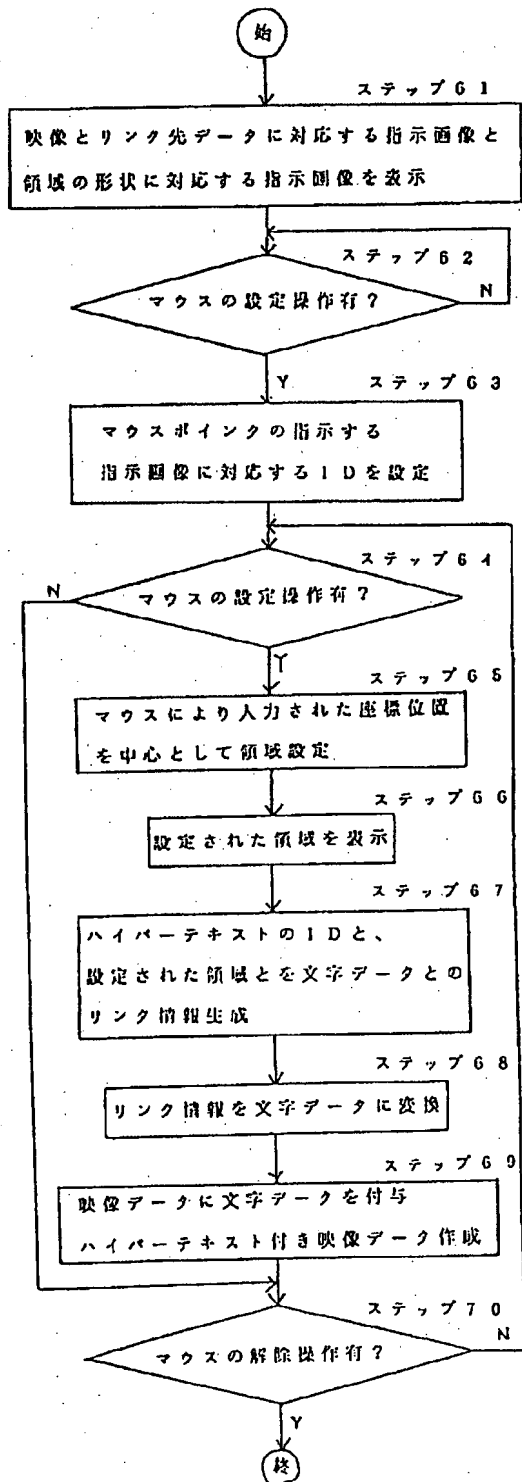 始
ステップ61
映像とリンク先データに対応する指示画像と
領域の形状に対応する指示画像を表示
ステップ62
マウスの設定操作有?
N
Y
ステップ63
マウスポインタの指示する
指示画像に対応するIDを設定
ステップ64
N
マウスの設定操作有?
Y
ステップ65
マウスにより入力された座標位置
を中心として領域設定
ステップ66
設定された領域を表示
ステップ67
ハイパーテキストのIDと、
設定された領域とを文字データとの
リンク情報生成
ステップ68
リンク情報を文字データに変換
ステップ69
映像データに文字データを付与
ハイパーテキスト付き映像データ作成
ステップ70
マウスの解除操作有?
N
Y
終